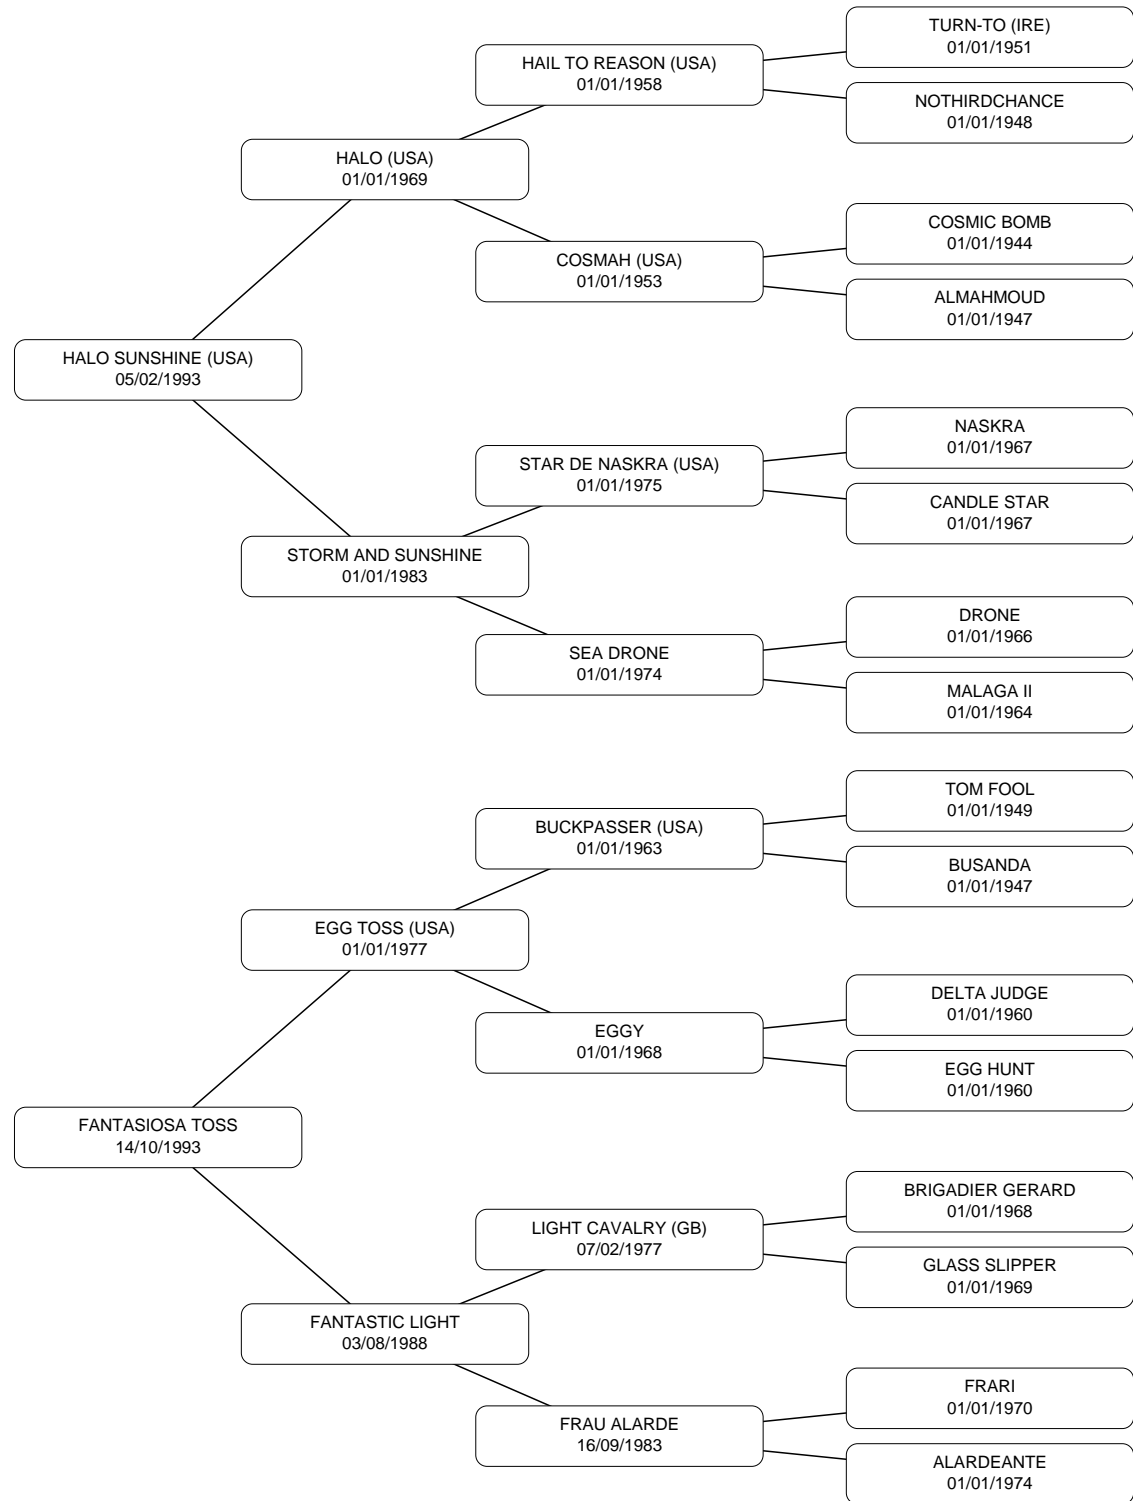 TURN-TO (IRE)
01/01/1951
HAIL TO REASON (USA)
01/01/1958
NOTHIRDCHANCE
01/01/1948
HALO (USA)
01/01/1969
COSMIC BOMB
01/01/1944
COSMAH (USA)
01/01/1953
ALMAHMOUD
01/01/1947
HALO SUNSHINE (USA)
05/02/1993
NASKRA
01/01/1967
STAR DE NASKRA (USA)
01/01/1975
CANDLE STAR
01/01/1967
STORM AND SUNSHINE
01/01/1983
DRONE
01/01/1966
SEA DRONE
01/01/1974
MALAGA II
01/01/1964
TOM FOOL
01/01/1949
BUCKPASSER (USA)
01/01/1963
BUSANDA
01/01/1947
EGG TOSS (USA)
01/01/1977
DELTA JUDGE
01/01/1960
EGGY
01/01/1968
EGG HUNT
01/01/1960
FANTASIOSA TOSS
14/10/1993
BRIGADIER GERARD
01/01/1968
LIGHT CAVALRY (GB)
07/02/1977
GLASS SLIPPER
01/01/1969
FANTASTIC LIGHT
03/08/1988
FRARI
01/01/1970
FRAU ALARDE
16/09/1983
ALARDEANTE
01/01/1974